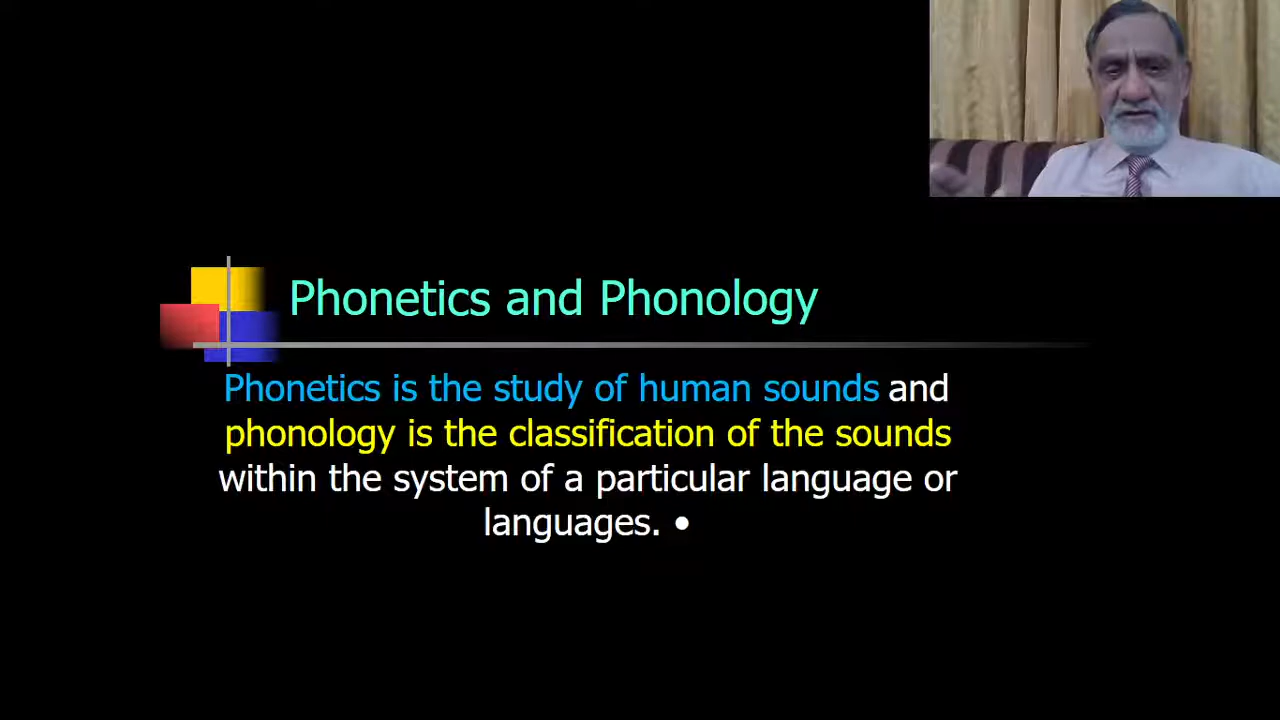 Phonetics and Phonology
Phonetics is the study of human sounds and
phonology is the classification of the sounds
within the system of a particular language or
languages. •